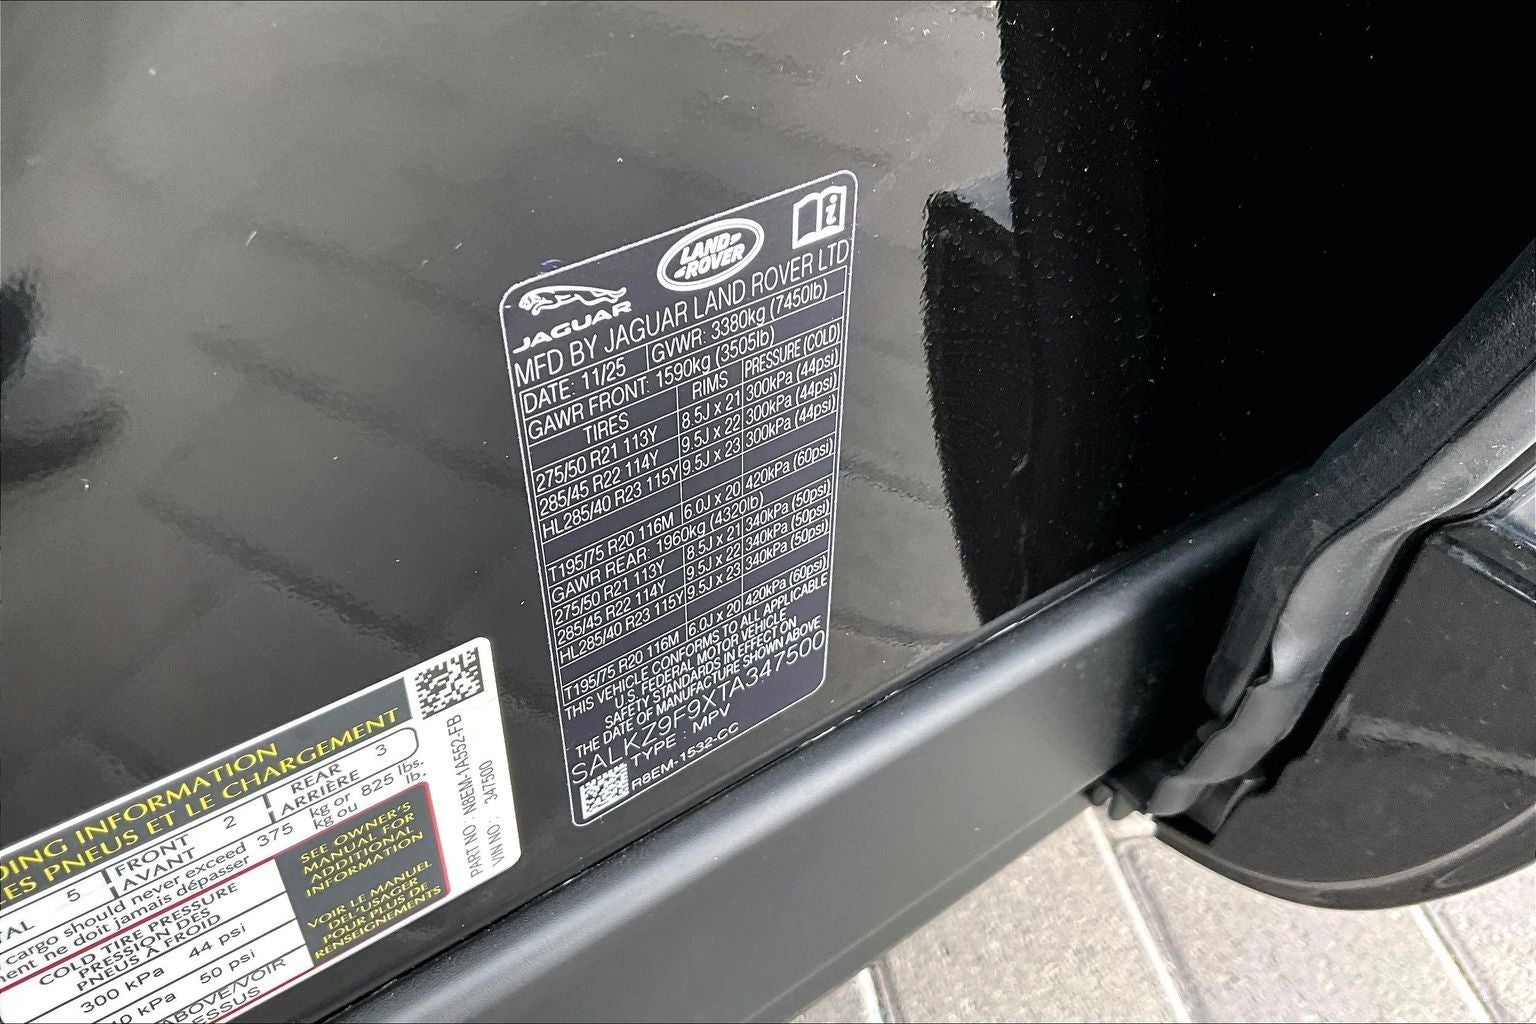 LAND
ROVER
JAGUAR
MFD BY JAGUAR LAND ROVER LTD
DATE: 11/25 GVWR: 3380kg (7450lb)
GAWR FRONT: 1590kg (3505lb)
TIRES RIMS PRESSURE (COLD)
275/50 R21 113Y 8.5J x 21 300kPa (44psi)
285/45 R22 114Y 9.5J x 22 300kPa (44psi)
HL285/40 R23 115Y 9.5J x 23 300kPa (44psi)
T195/75 R20 116M 6.0J x 20 420kPa (60psi)
GAWR REAR: 1960kg (4320lb)
275/50 R21 113Y 8.5J x 21 340kPa (50psi)
285/45 R22 114Y 9.5J x 22 340kPa (50psi)
HL285/40 R23 115Y 9.5J x 23 340kPa (50psi)
T195/75 R20 116M 6.0J x 20 420kPa (60psi)
THIS VEHICLE CONFORMS TO ALL APPLICABLE
U.S. FEDERAL MOTOR VEHICLE
SAFETY STANDARDS IN EFFECT ON
THE DATE OF MANUFACTURE SHOWN ABOVE
SALKZ9F9XTA347500
TYPE : MPV
R8EM-1532-CC
DING INFORMATION
ES PNEUS ET LE CHARGEMENT
TAL 5 FRONT AVANT 2 REAR ARRIÈRE 3
cargo should never exceed 375 kg or 825 lbs.
ment ne doit jamais dépasser kg ou lb.
COLD TIRE PRESSURE
PRESSION DES
PNEUS À FROID
300 kPa 44 psi
kPa 50 psi
ABOVE/VOIR
ESSUS
SEE OWNER'S
MANUAL FOR
ADDITIONAL
INFORMATION
VOIR LE MANUEL
DEL'USAGER
POUR PLUS DE
RENSEIGNEMENTS
PART NO: N8EM-1A552-FB
VIN NO: 347500